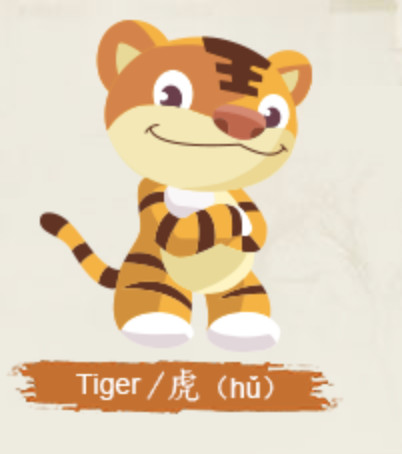 Tiger / 虎（hǔ）